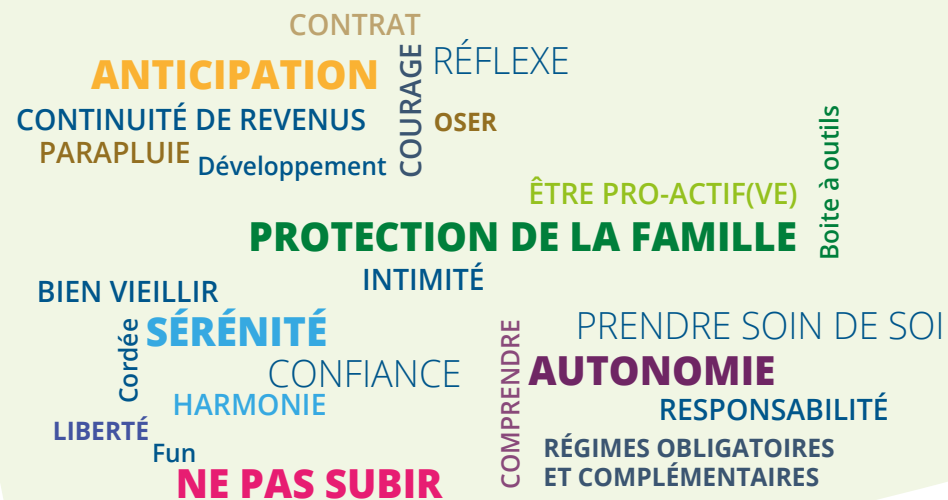 CONTRAT
RÉFLEXE
ANTICIPATION
COURAGE
CONTINUITÉ DE REVENUS
OSER
PARAPLUIE
Développement
Boite à outils
ÊTRE PRO-ACTIF(VE)
PROTECTION DE LA FAMILLE
INTIMITÉ
BIEN VIEILLIR
Cordée
SÉRÉNITÉ
PRENDRE SOIN DE SOI
COMPRENDRE
CONFIANCE
AUTONOMIE
HARMONIE
RESPONSABILITÉ
LIBERTÉ
Fun
RÉGIMES OBLIGATOIRES
ET COMPLÉMENTAIRES
NE PAS SUBIR